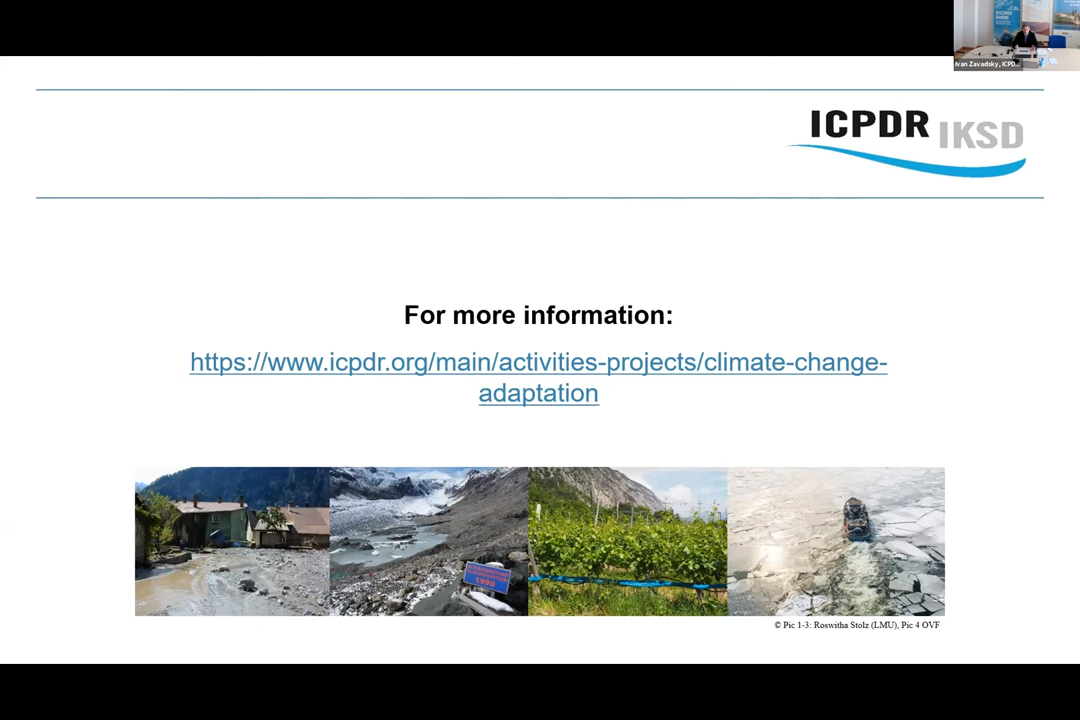 Ivan Zavadsky, ICPD...
ICPDR IKSD
For more information:
https://www.icpdr.org/main/activities-projects/climate-change-
adaptation
1990
© Pic 1-3: Roswitha Stolz (LMU), Pic 4 OVF